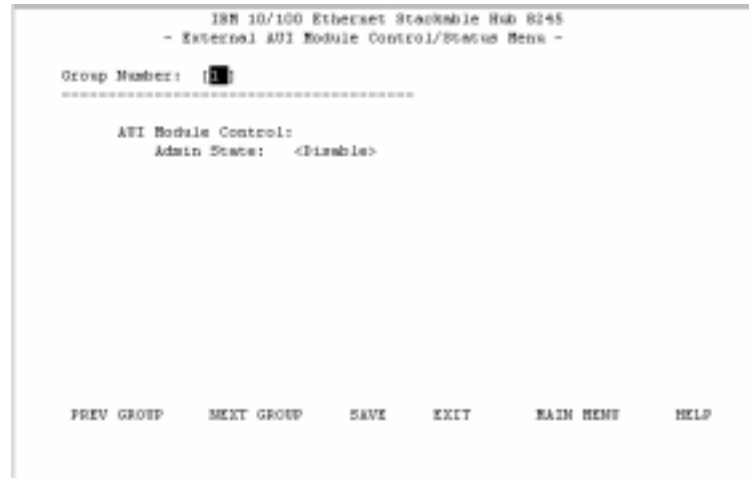 IBM 10/100 Ethernet Stackable Hub 8245
- External AUI Module Control/Status Menu -
Group Number: [1 ]
======================================
AUI Module Control:
Admin State: <Disable>
PREV GROUP NEXT GROUP SAVE EXIT MAIN MENU HELP